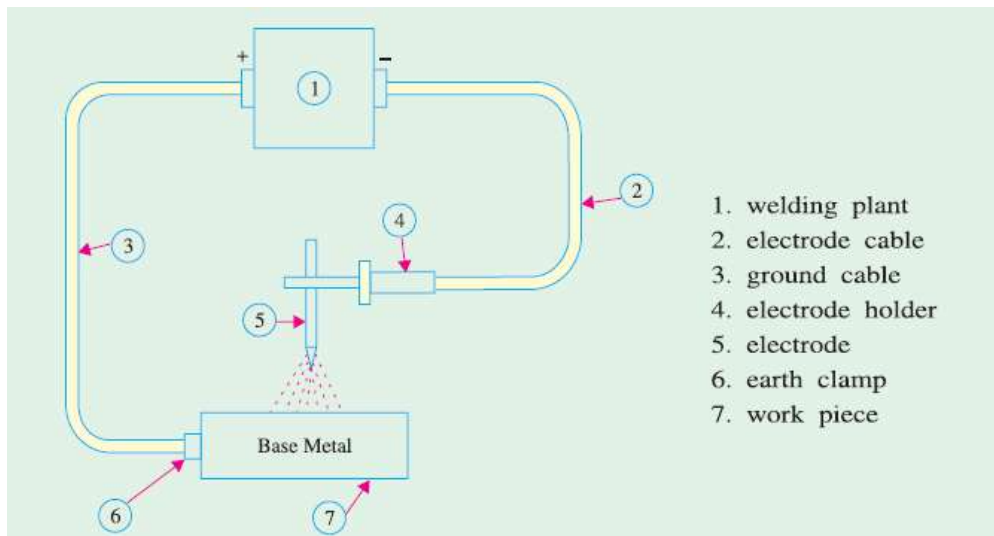 +
−
1
2
4
3
5
Base Metal
6
7
1. welding plant
2. electrode cable
3. ground cable
4. electrode holder
5. electrode
6. earth clamp
7. work piece